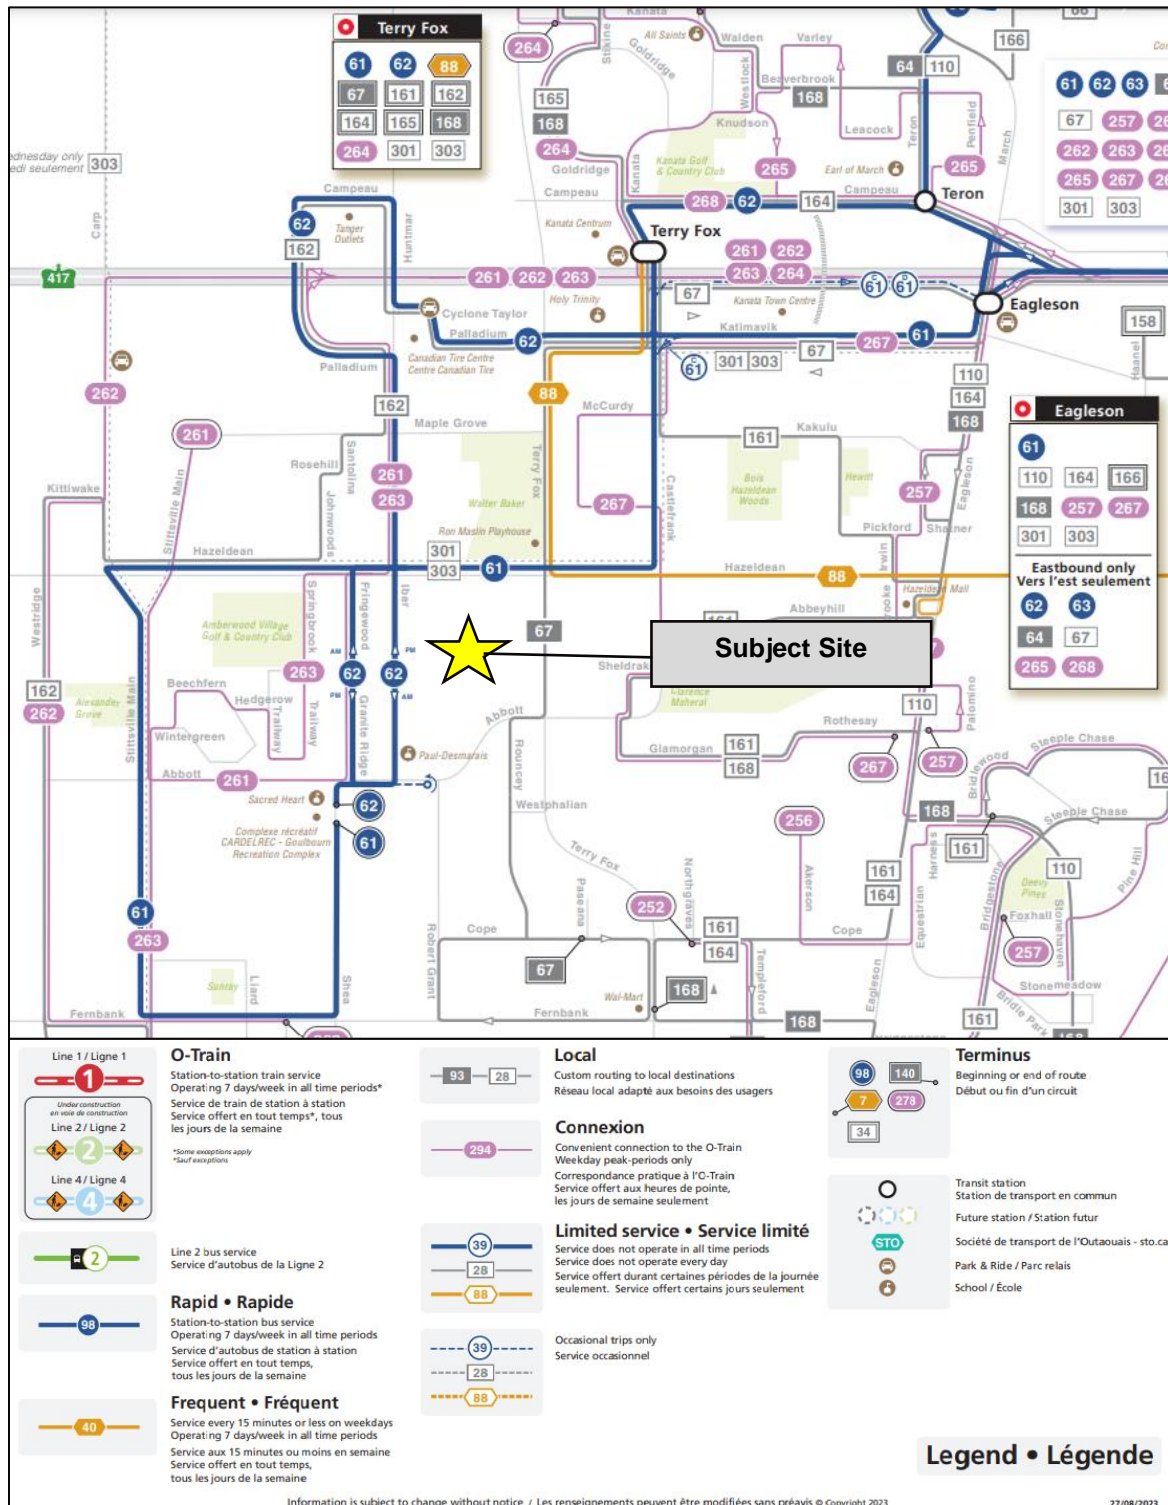 Terry Fox
61 62 88
67 161 162
164 165 168
264 301 303
264
Stikine
Goldridge
Kanata
All Saints
Walden
Varley
Westlock
Beaverbrook
168
64 110
166
Teron
Penfield
March
61 62 63
67 257
262 263
265 267
301 303
165
168
264
Goldridge
Campeau
Kanata
Knudson
Leacock
265
265
Kanata Golf
& Country Club
Earl of March
Campeau
268 62 164
Teron
303
Carp
Campeau
62
162
Tanger
Outlets
Huntmar
Kanata Centrum
Terry Fox
261 262
263 264
417
261 262 263
Holy Trinity
67
Kanata Town Centre
C
61
D
61
Eagleson
Cyclone Taylor
Palladium
62
Katimavik
61
267
67
301 303
C
61
158
Haanel
Canadian Tire Centre
Centre Canadian Tire
Palladium
262
162
88
110
164
168
McCurdy
261
Maple Grove
161
Kakulu
Eagleson
61
110 164 166
168 257 267
301 303
Eastbound only
Vers l'est seulement
62 63
64 67
265 268
Rosehill
Santolina
Johnwoods
261
263
Walter Baker
Terry Fox
267
Castlefrank
Bois
Hazeldean
Woods
Hewitt
257
Eagleson
Kittiwake
Stittsville Main
Ron Maslin Playhouse
Pickford
Shatner
Irwin
Hazeldean
301
303
61
Hazeldean
88
Hazeldean Mall
Abbeyhill
Westridge
Springbrook
Fringewood
Iber
Amberwood Village
Golf & Country Club
67
Subject Site
AM
PM
62
62
PM
AM
263
Sheldrake
Clarence
Maheral
162
262
Alexander
Grove
Beechfern
Hedgerow
Trailway
Trailway
Granite Ridge
Wintergreen
Stittsville Main
Abbott
261
Abbott
Rouncey
Paul-Desmarais
110
Palomino
Rothesay
Glamorgan
161
168
267
257
Steeple Chase
Bridlewood
Sacred Heart
62
Complexe récréatif
CARDELREC - Goulbourn
Recreation Complex
61
Westphalian
Terry Fox
256
168
Steeple Chase
161
Akerson
Harness
110
Pine Hill
161
164
Deevy
Pines
61
263
Paseana
252
Northgraves
161
164
Equestrian
Bridgestone
Foxhall
Stonehaven
257
Robert Grant
Cope
Cope
67
Templeford
Eagleson
Stonemeadow
Sunray
Liard
Shea
Wal-Mart
168
Bridle Park
Fernbank
Fernbank
168
161
Line 1 / Ligne 1
1
Under construction
en voie de construction
Line 2 / Ligne 2
2
Line 4 / Ligne 4
4
O-Train
Station-to-station train service
Operating 7 days/week in all time periods*
Service de train de station à station
Service offert en tout temps*, tous
les jours de la semaine
*Some exceptions apply
*Sauf exceptions
2
Line 2 bus service
Service d'autobus de la Ligne 2
98
Rapid • Rapide
Station-to-station bus service
Operating 7 days/week in all time periods
Service d'autobus de station à station
Service offert en tout temps,
tous les jours de la semaine
40
Frequent • Fréquent
Service every 15 minutes or less on weekdays
Operating 7 days/week in all time periods
Service aux 15 minutes ou moins en semaine
Service offert en tout temps,
tous les jours de la semaine
93 28
Local
Custom routing to local destinations
Réseau local adapté aux besoins des usagers
294
Connexion
Convenient connection to the O-Train
Weekday peak-periods only
Correspondance pratique à l'O-Train
Service offert aux heures de pointe,
les jours de semaine seulement
39
28
88
Limited service • Service limité
Service does not operate in all time periods
Service does not operate every day
Service offert durant certaines périodes de la journée
seulement. Service offert certains jours seulement
39
28
88
Occasional trips only
Service occasionnel
98 140
7 278
34
Terminus
Beginning or end of route
Début ou fin d'un circuit
Transit station
Station de transport en commun
Future station / Station futur
STO
Société de transport de l'Outaouais - sto.ca
Park & Ride / Parc relais
School / École
Legend • Légende
Information is subject to change without notice / Les renseignements peuvent être modifiées sans préavis © Copyright 2023
27/08/2023